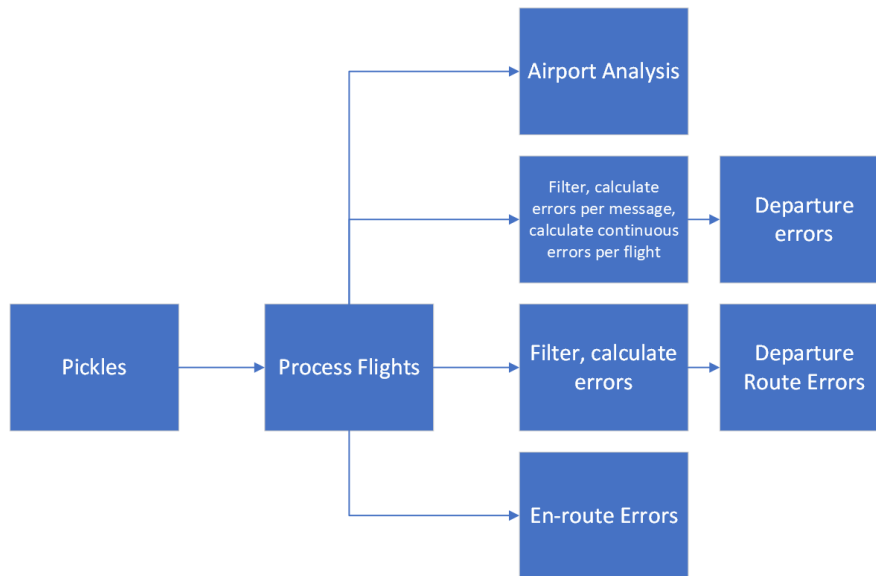 Airport Analysis
Filter, calculate
errors per message,
calculate continuous
errors per flight
Departure
errors
Pickles
Process Flights
Filter, calculate
errors
Departure
Route Errors
En-route Errors